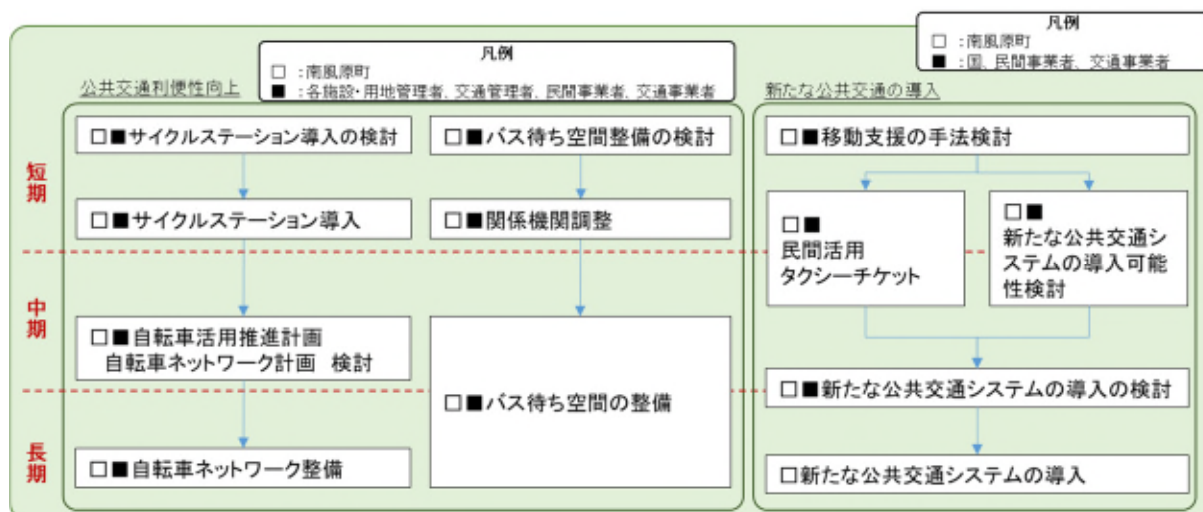 凡例
□ ：南風原町
■ ：国、民間事業者、交通事業者
凡例
□ ：南風原町
■ ：各施設・用地管理者、交通管理者、民間事業者、交通事業者
公共交通利便性向上
新たな公共交通の導入
短期
中期
長期
□■サイクルステーション導入の検討
□■サイクルステーション導入
□■自転車活用推進計画
自転車ネットワーク計画　検討
□■自転車ネットワーク整備
□■バス待ち空間整備の検討
□■関係機関調整
□■バス待ち空間の整備
□■移動支援の手法検討
□■
民間活用
タクシーチケット
□■
新たな公共交通シ
ステムの導入可能
性検討
□■新たな公共交通システムの導入の検討
□新たな公共交通システムの導入